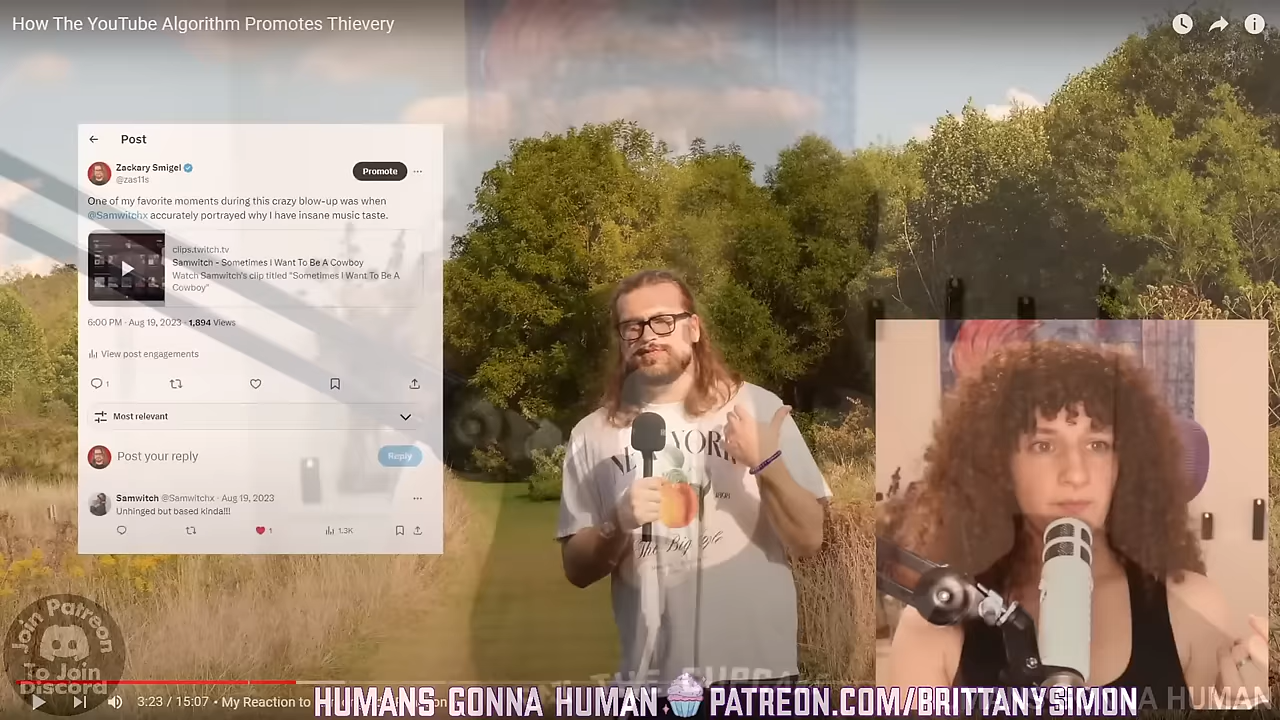 How The YouTube Algorithm Promotes Thievery
Post
Zackary Smigel
@zas11s
Promote
One of my favorite moments during this crazy blow-up was when
@Samwitchx accurately portrayed why I have insane music taste.
clips.twitch.tv
Samwitch - Sometimes I Want To Be A Cowboy
Watch Samwitch's clip titled "Sometimes I Want To Be A
Cowboy"
6:00 PM · Aug 19, 2023 · 1,894 Views
View post engagements
1
Most relevant
Post your reply
Reply
Samwitch @Samwitchx · Aug 19, 2023
Unhinged but based kinda!!!
1
1.3K
NEW YORK
1991
The Big
Join Patreon
To Join
Discord
3:23 / 15:07 • My Reaction to
HUMANS GONNA HUMAN PATREON.COM/BRITTANYSIMON